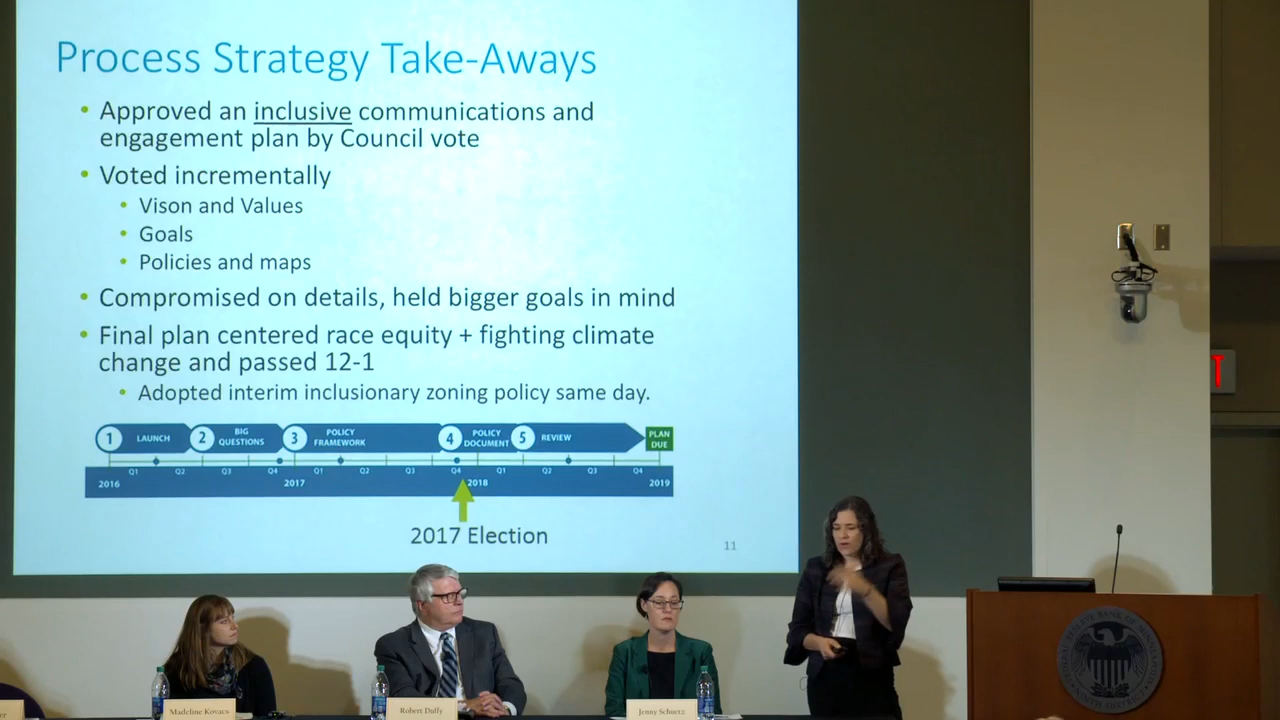 Process Strategy Take-Aways
• Approved an inclusive communications and
engagement plan by Council vote
• Voted incrementally
• Vison and Values
• Goals
• Policies and maps
• Compromised on details, held bigger goals in mind
• Final plan centered race equity + fighting climate
change and passed 12-1
• Adopted interim inclusionary zoning policy same day.
1 LAUNCH 2 BIG QUESTIONS 3 POLICY FRAMEWORK 4 POLICY DOCUMENT 5 REVIEW PLAN DUE
Q1 Q2 Q3 Q4 Q1 Q2 Q3 Q4 Q1 Q2 Q3 Q4
2016 2017 2018 2019
2017 Election
11
Madeline Kovacs
Robert Duffy
Jenny Schuetz